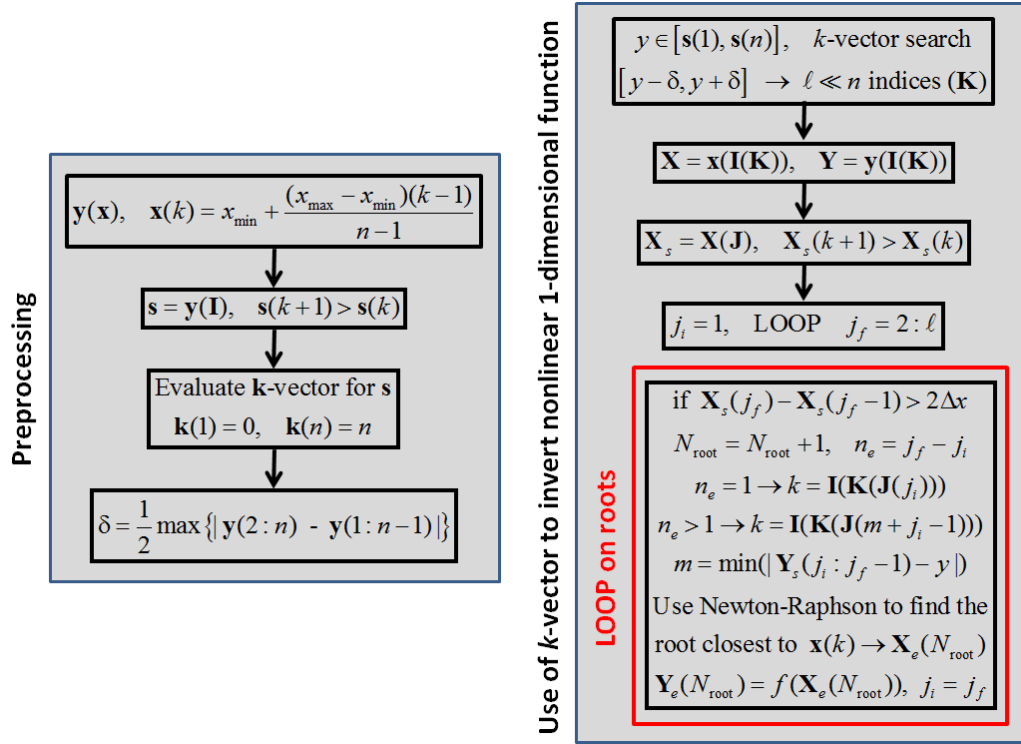 Preprocessing
y(x), x(k) = x_min + (x_max − x_min)(k−1) / (n−1)
s = y(I), s(k+1) > s(k)
Evaluate k-vector for s
k(1) = 0, k(n) = n
δ = 1/2 max{| y(2 : n) - y(1 : n−1) |}
Use of k-vector to invert nonlinear 1-dimensional function
y ∈ [s(1), s(n)], k-vector search
[y − δ, y + δ] → ℓ ≪ n indices (K)
X = x(I(K)), Y = y(I(K))
X_s = X(J), X_s(k+1) > X_s(k)
j_i = 1, LOOP j_f = 2 : ℓ
LOOP on roots
if X_s(j_f) − X_s(j_f −1) > 2Δx
N_root = N_root +1, n_e = j_f − j_i
n_e = 1 → k = I(K(J(j_i)))
n_e > 1 → k = I(K(J(m + j_i −1)))
m = min(| Y_s(j_i : j_f −1) − y |)
Use Newton-Raphson to find the
root closest to x(k) → X_e(N_root)
Y_e(N_root) = f(X_e(N_root)), j_i = j_f